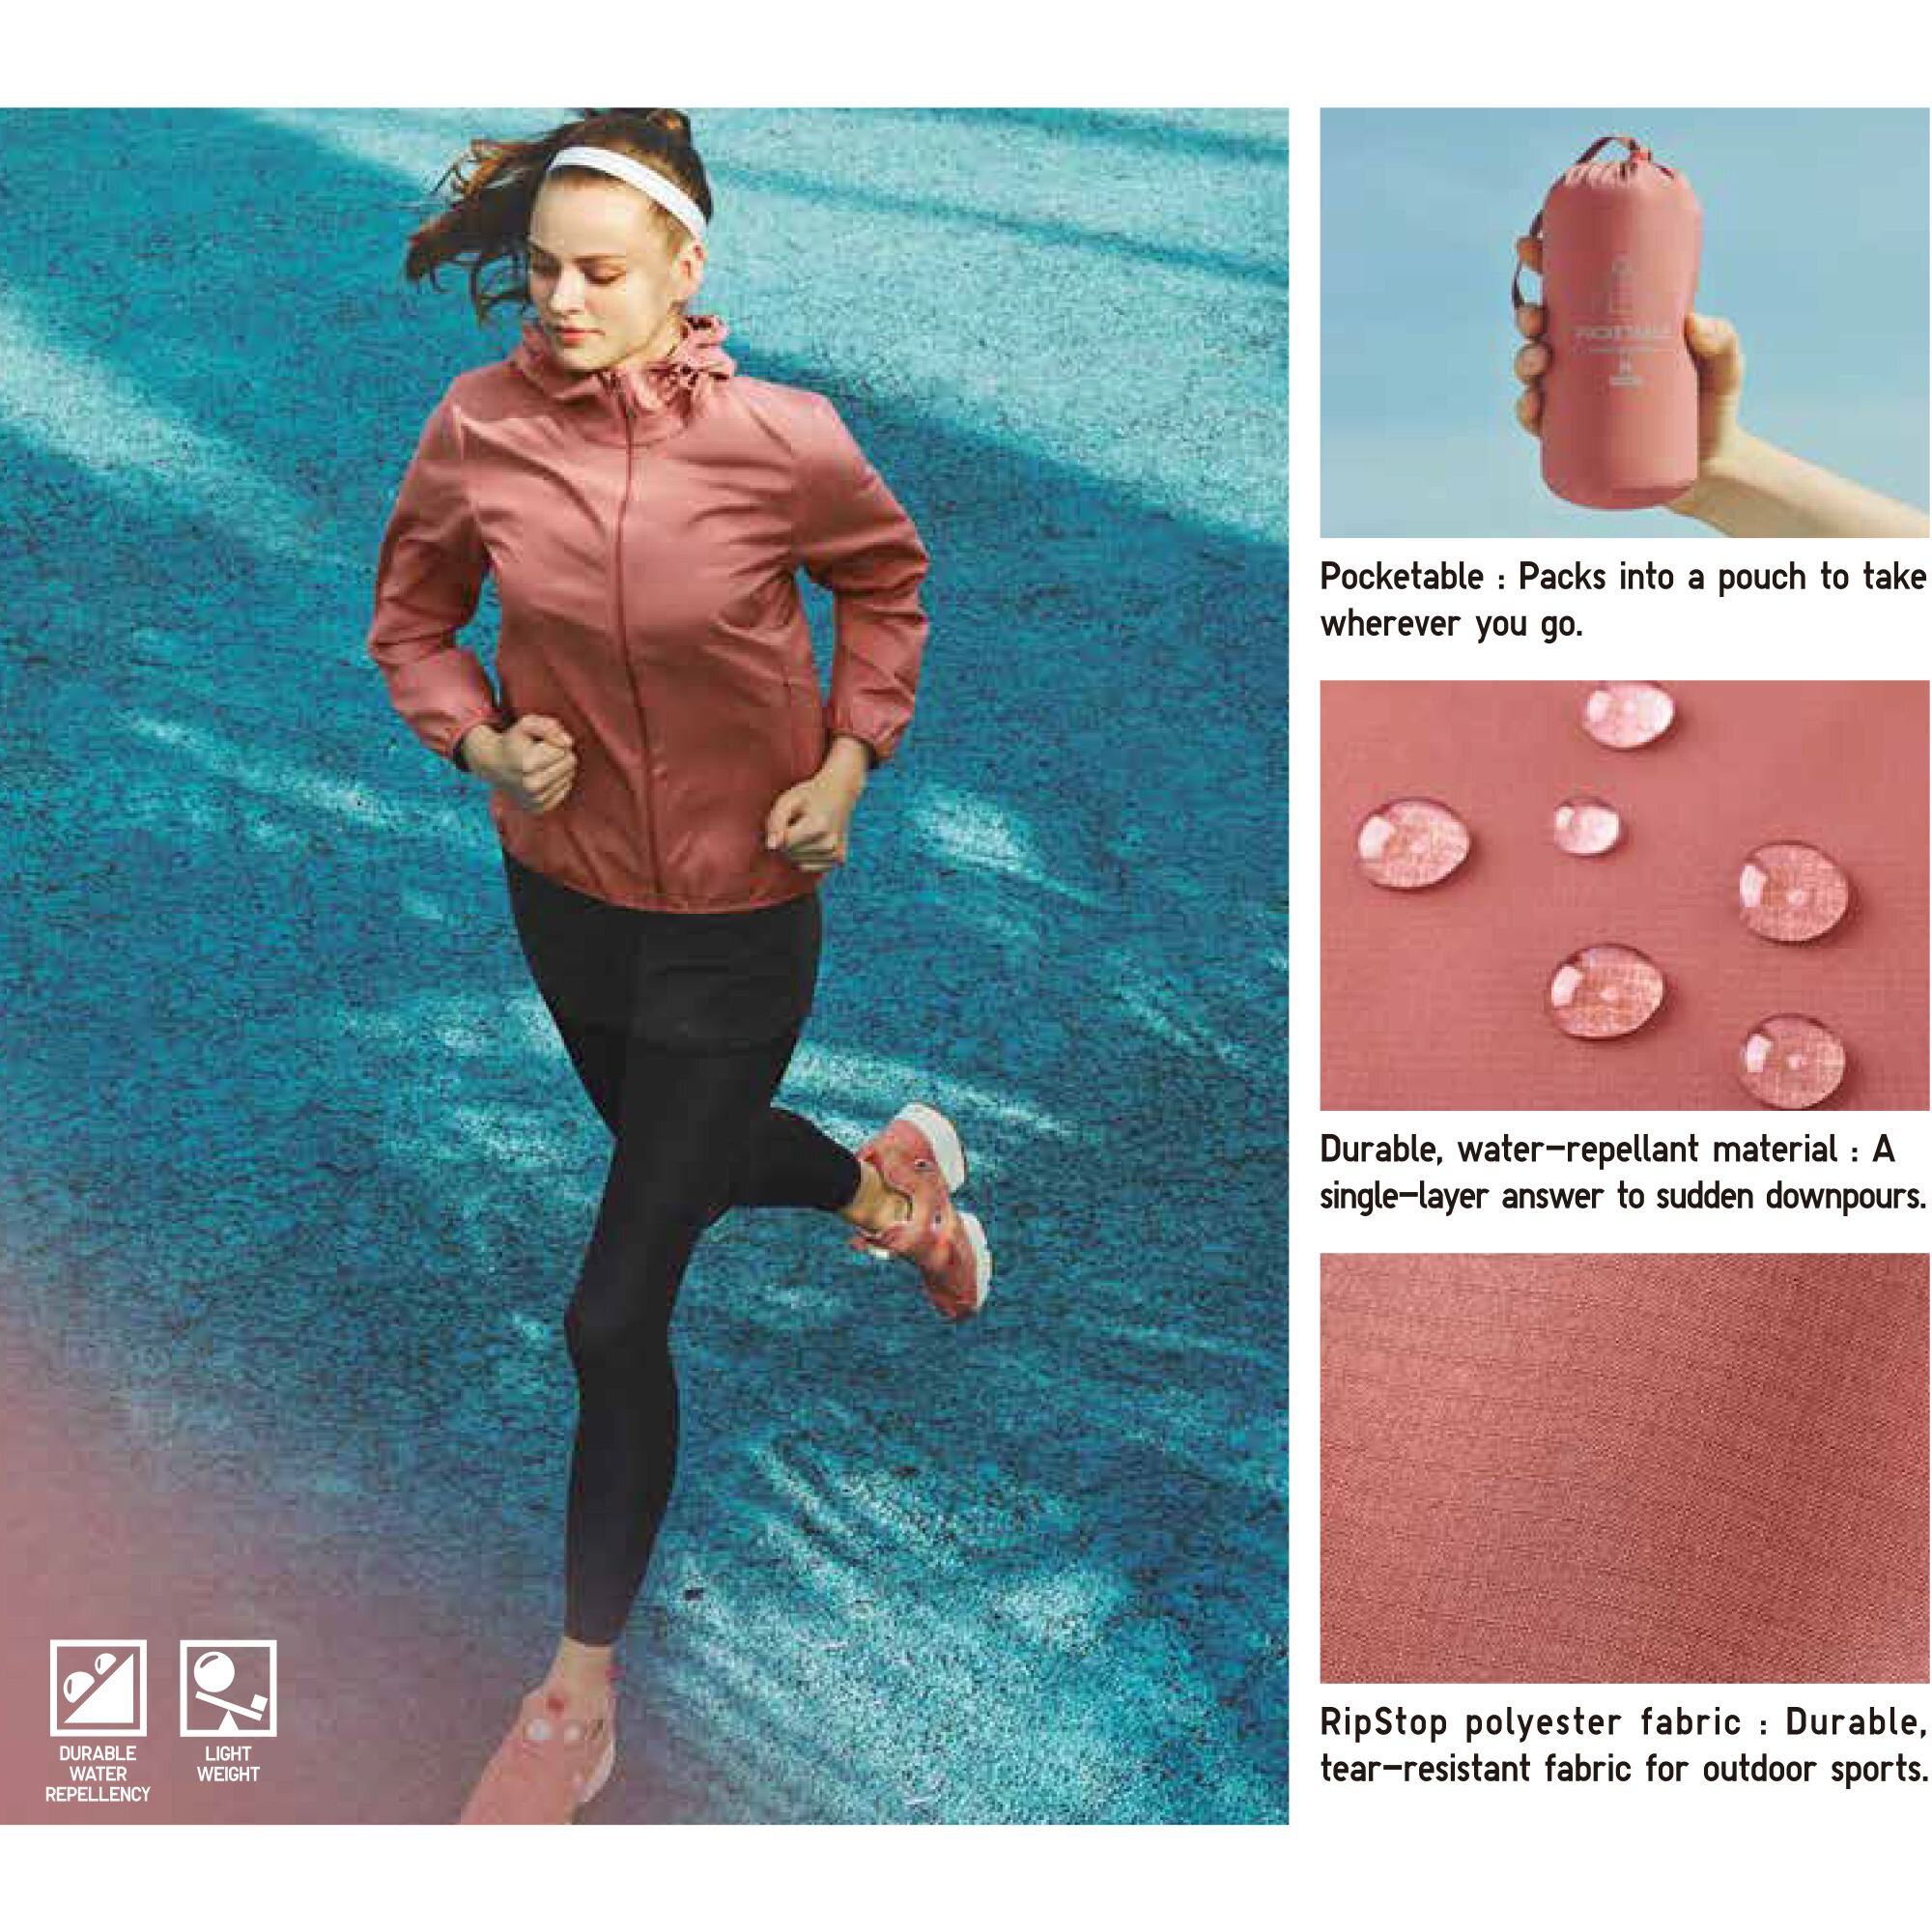 POCKETABLE
Pocketable : Packs into a pouch to take
wherever you go.
Durable, water-repellant material : A
single-layer answer to sudden downpours.
RipStop polyester fabric : Durable,
tear-resistant fabric for outdoor sports.
DURABLE
WATER
REPELLENCY
LIGHT
WEIGHT